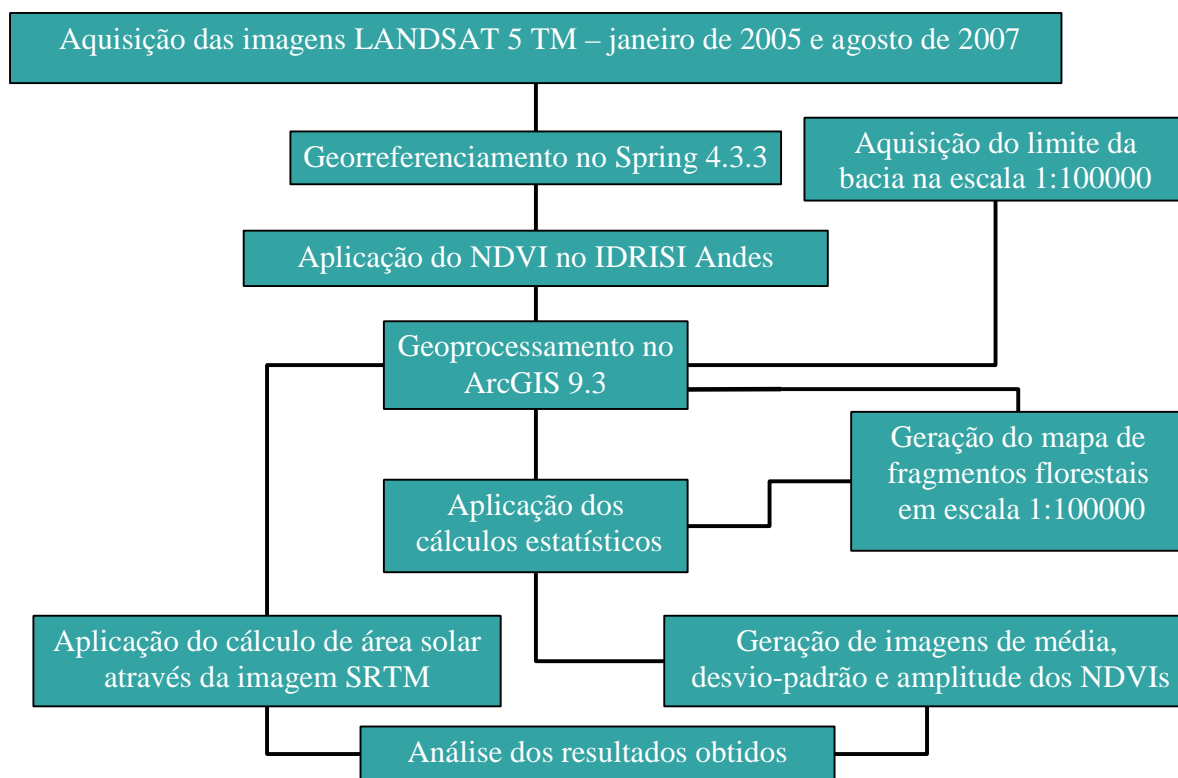 Aquisição das imagens LANDSAT 5 TM – janeiro de 2005 e agosto de 2007
Georreferenciamento no Spring 4.3.3
Aquisição do limite da
bacia na escala 1:100000
Aplicação do NDVI no IDRISI Andes
Geoprocessamento no
ArcGIS 9.3
Geração do mapa de
fragmentos florestais
em escala 1:100000
Aplicação dos
cálculos estatísticos
Aplicação do cálculo de área solar
através da imagem SRTM
Geração de imagens de média,
desvio-padrão e amplitude dos NDVIs
Análise dos resultados obtidos